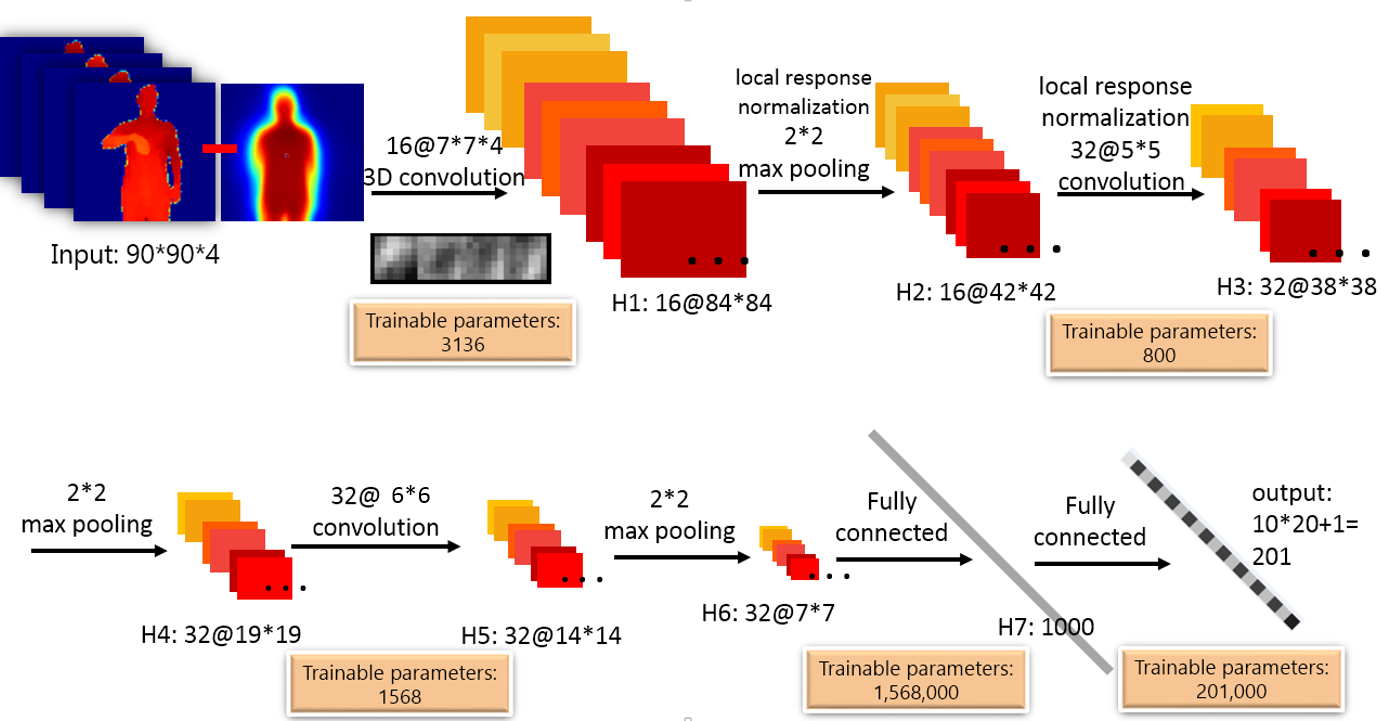 Input: 90*90*4
16@7*7*4
3D convolution
Trainable parameters:
3136
H1: 16@84*84
local response
normalization
2*2
max pooling
H2: 16@42*42
local response
normalization
32@5*5
convolution
Trainable parameters:
800
H3: 32@38*38
2*2
max pooling
H4: 32@19*19
32@ 6*6
convolution
Trainable parameters:
1568
H5: 32@14*14
2*2
max pooling
H6: 32@7*7
Fully
connected
Trainable parameters:
1,568,000
H7: 1000
Fully
connected
Trainable parameters:
201,000
output:
10*20+1=
201